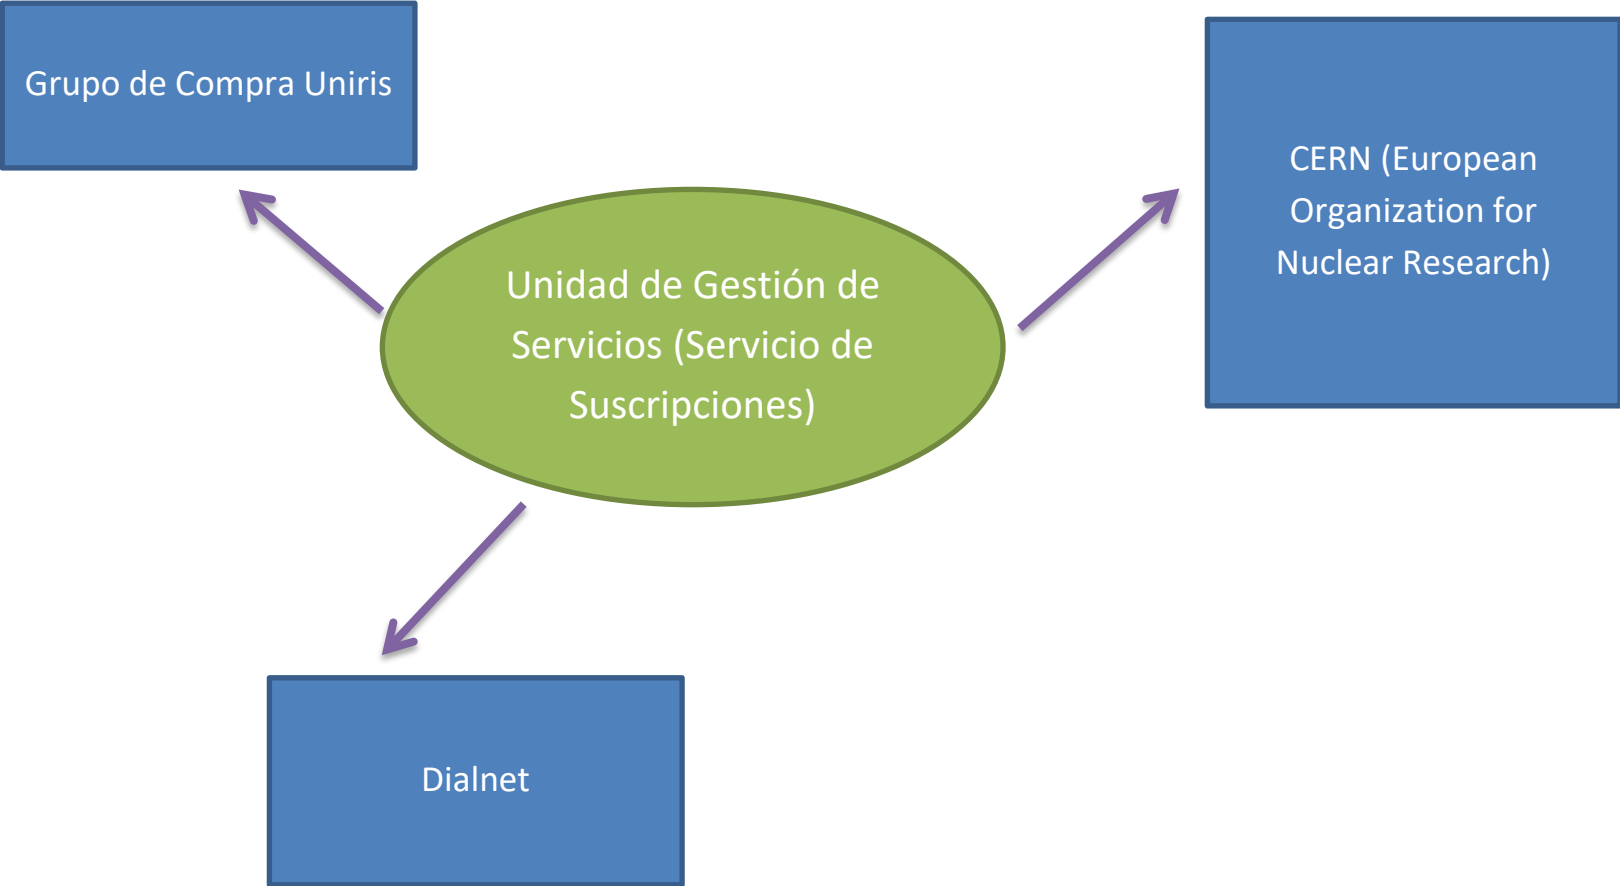 Grupo de Compra Uniris
CERN (European
Organization for
Nuclear Research)
Unidad de Gestión de
Servicios (Servicio de
Suscripciones)
Dialnet